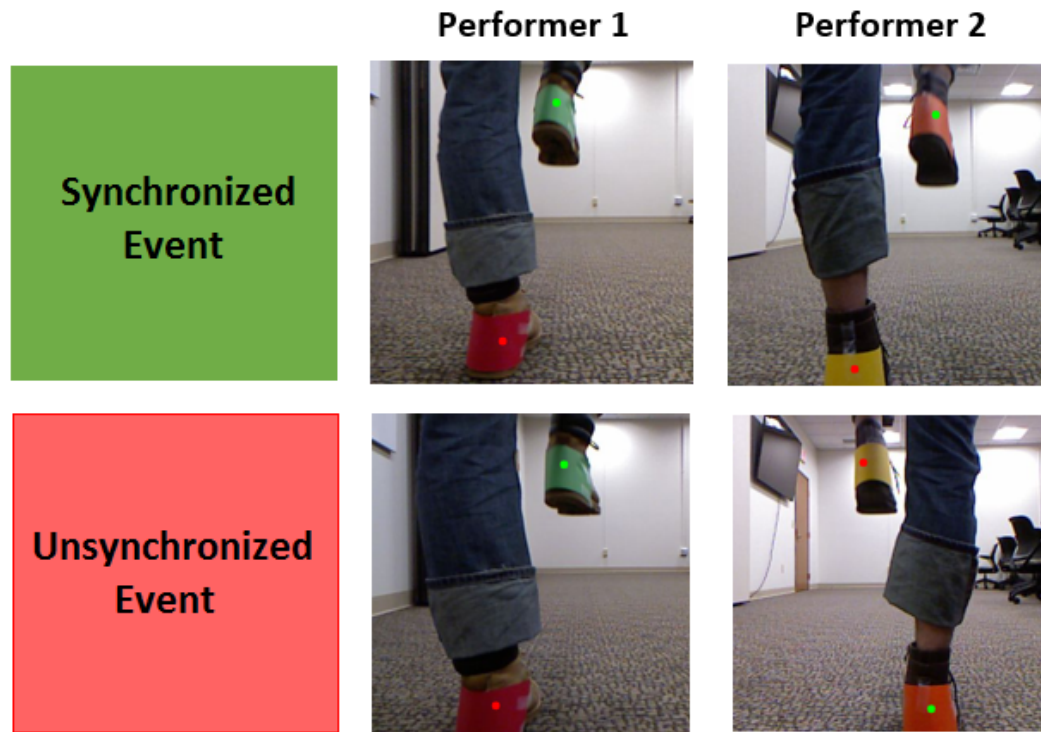 Performer 1
Performer 2
Synchronized
Event
Unsynchronized
Event